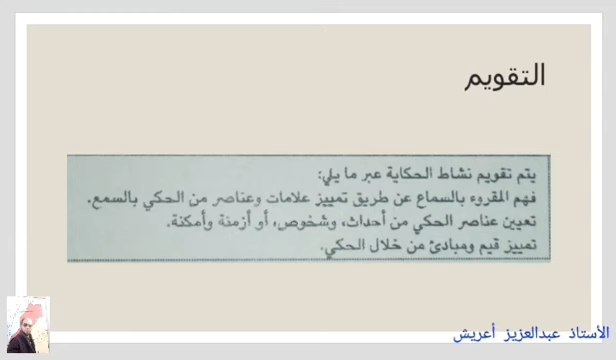 التقويم
يتم تقويم نشاط الحكاية عبر ما يلي:
فهم المقروء بالسماع عن طريق تمييز علامات وعناصر من الحكي بالسمع.
تعيين عناصر الحكي من أحداث، وشخوص، أو أزمنة وأمكنة.
تمييز قيم ومبادئ من خلال الحكي.
الأستاذ عبدالعزيز أعريش